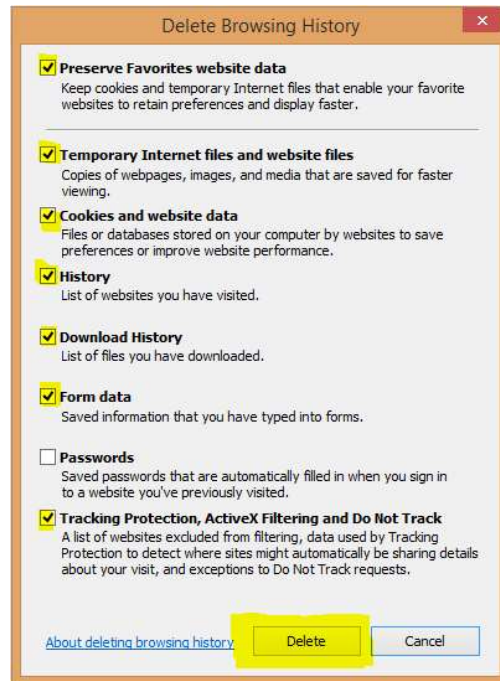 Delete Browsing History
Preserve Favorites website data
Keep cookies and temporary Internet files that enable your favorite
websites to retain preferences and display faster.
Temporary Internet files and website files
Copies of webpages, images, and media that are saved for faster
viewing.
Cookies and website data
Files or databases stored on your computer by websites to save
preferences or improve website performance.
History
List of websites you have visited.
Download History
List of files you have downloaded.
Form data
Saved information that you have typed into forms.
Passwords
Saved passwords that are automatically filled in when you sign in
to a website you've previously visited.
Tracking Protection, ActiveX Filtering and Do Not Track
A list of websites excluded from filtering, data used by Tracking
Protection to detect where sites might automatically be sharing details
about your visit, and exceptions to Do Not Track requests.
About deleting browsing history
Delete
Cancel